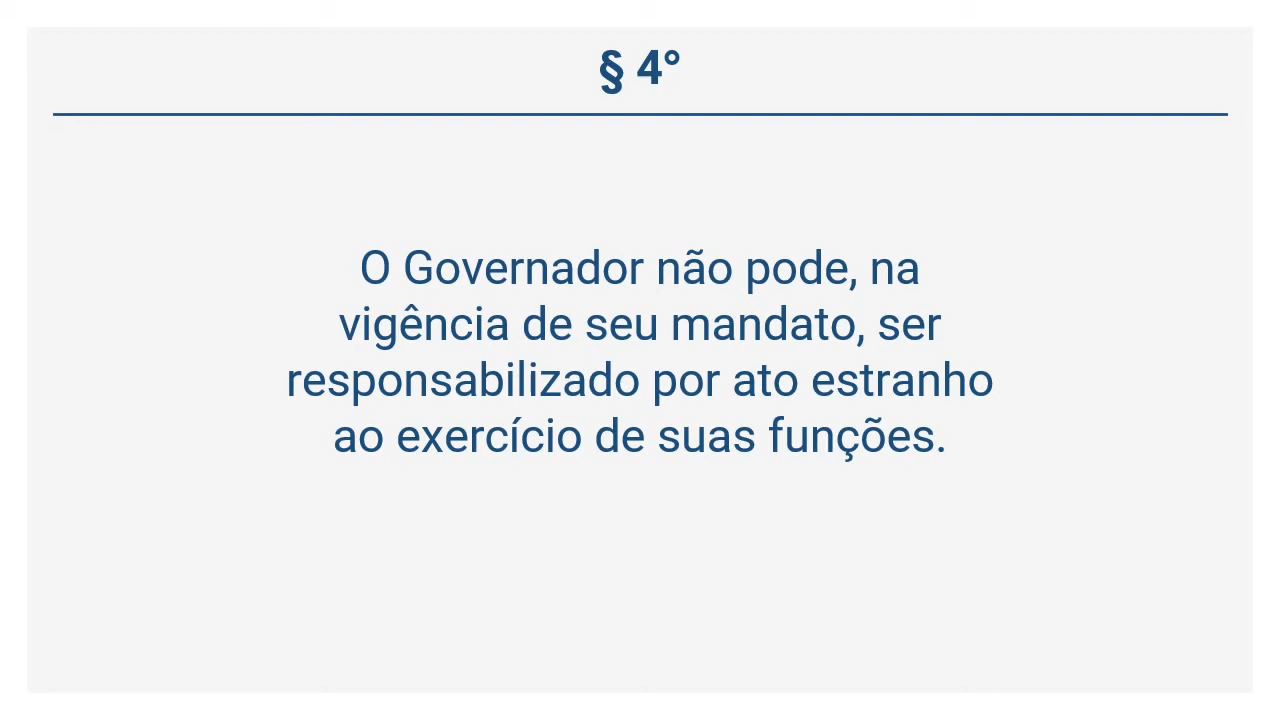 § 4°
O Governador não pode, na
vigência de seu mandato, ser
responsabilizado por ato estranho
ao exercício de suas funções.